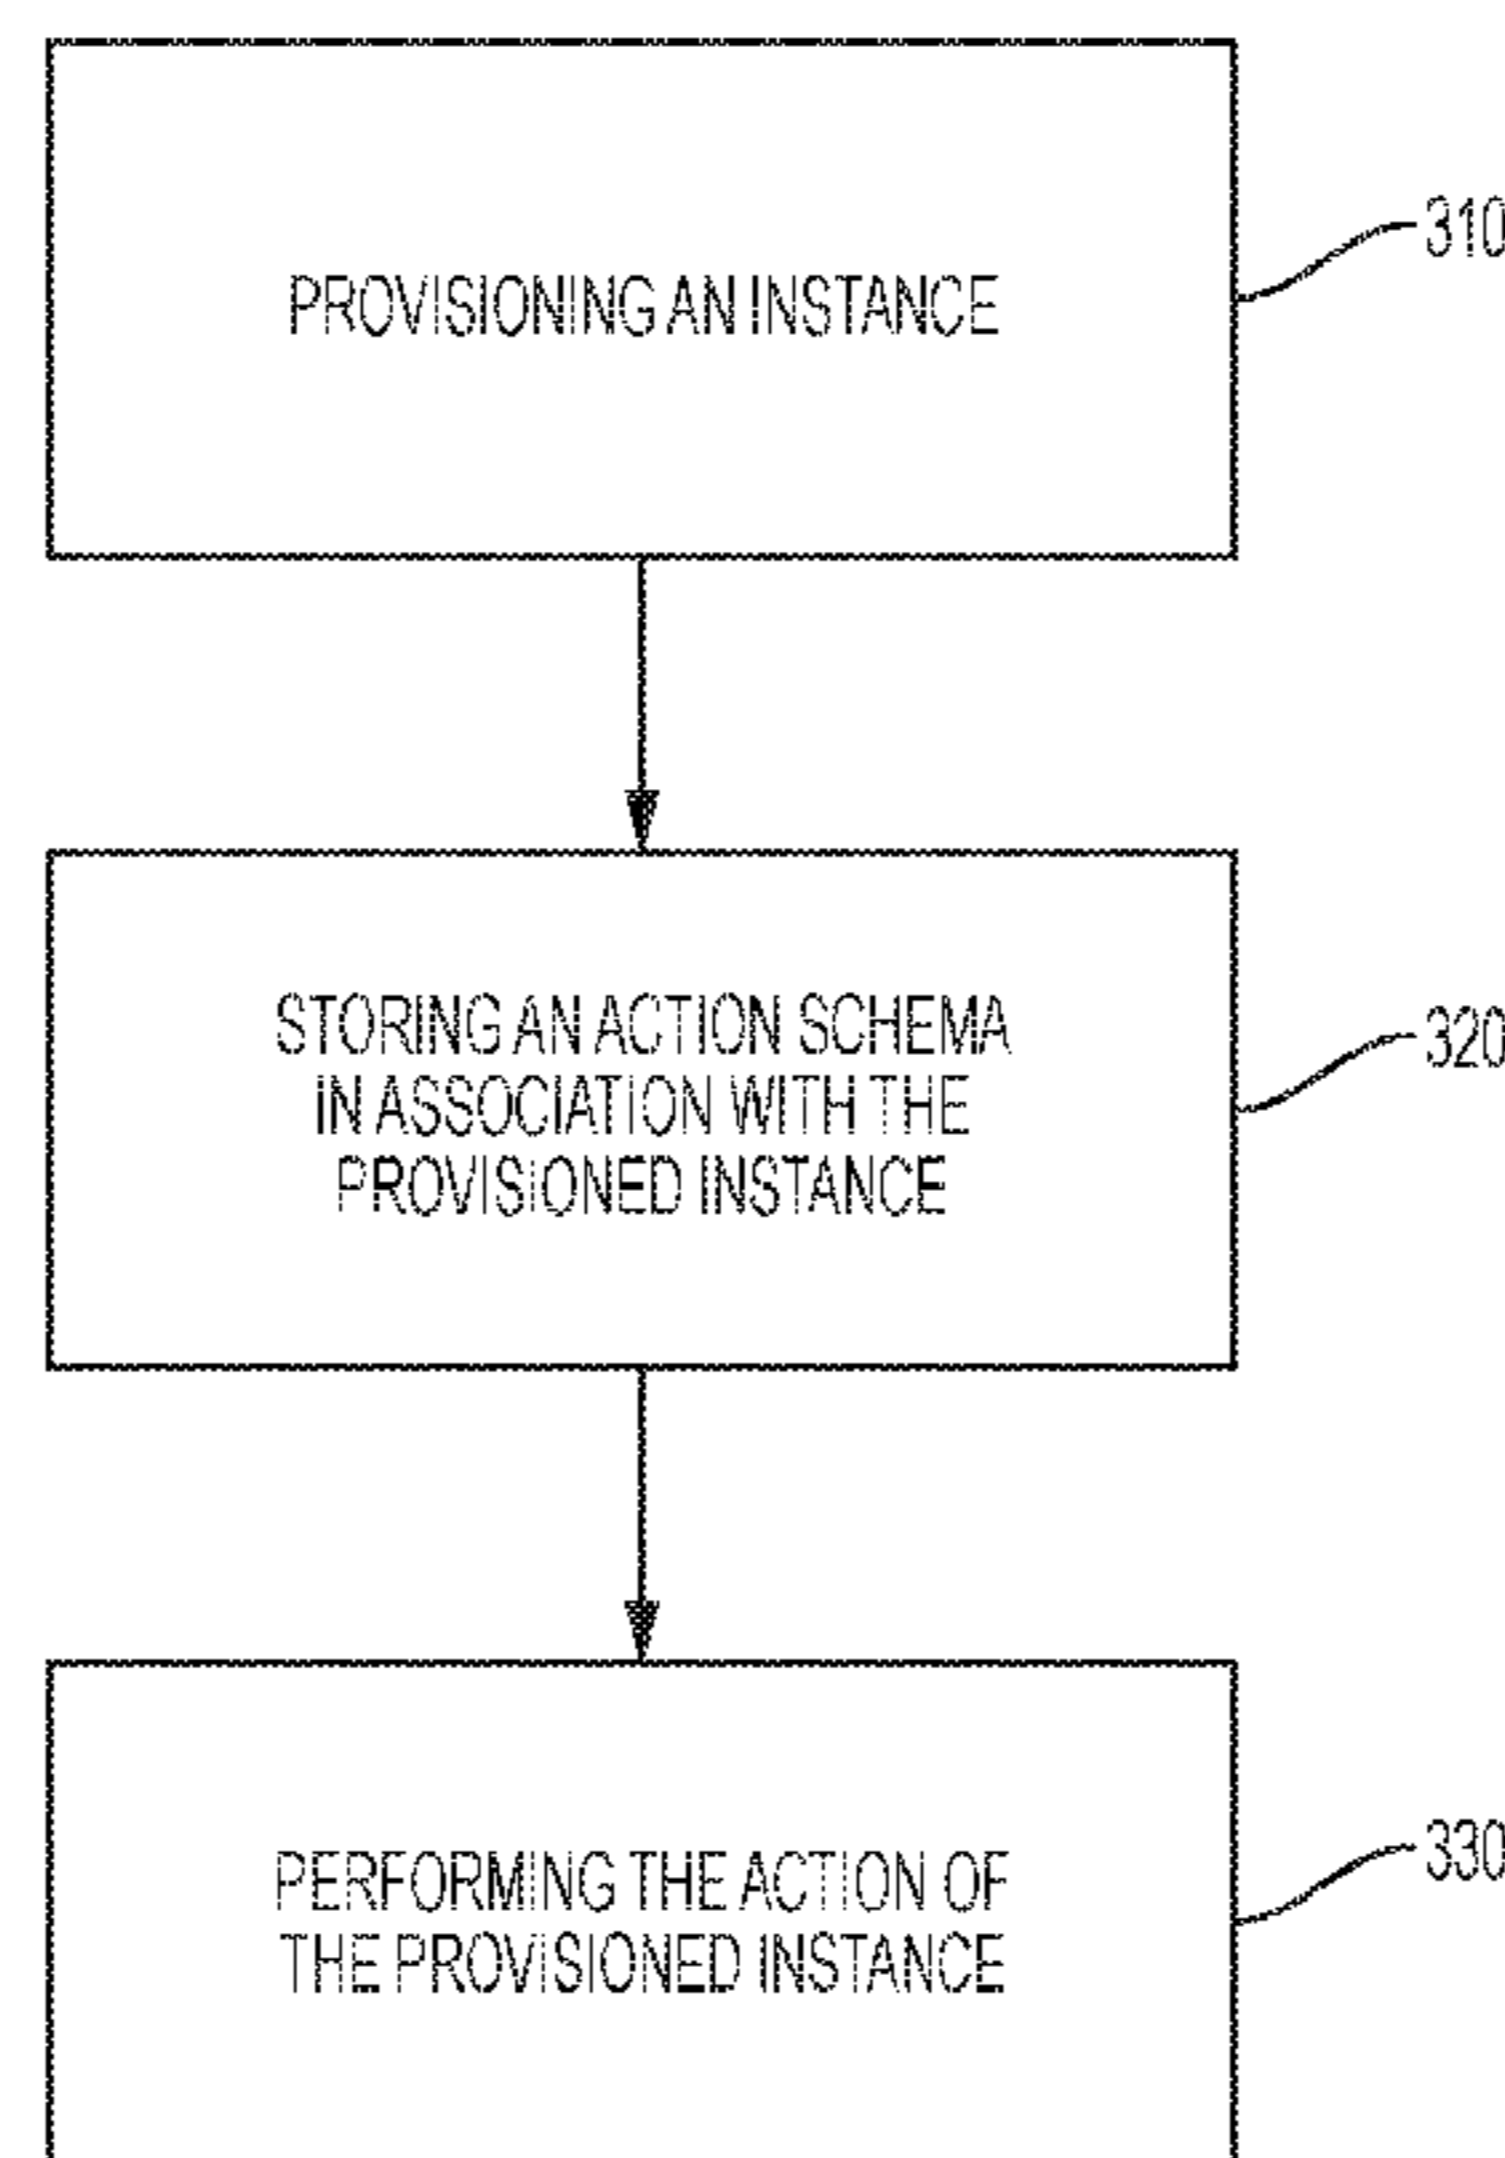 PROVISIONING AN INSTANCE
310
STORING AN ACTION SCHEMA
IN ASSOCIATION WITH THE
PROVISIONED INSTANCE
320
PERFORMING THE ACTION OF
THE PROVISIONED INSTANCE
330